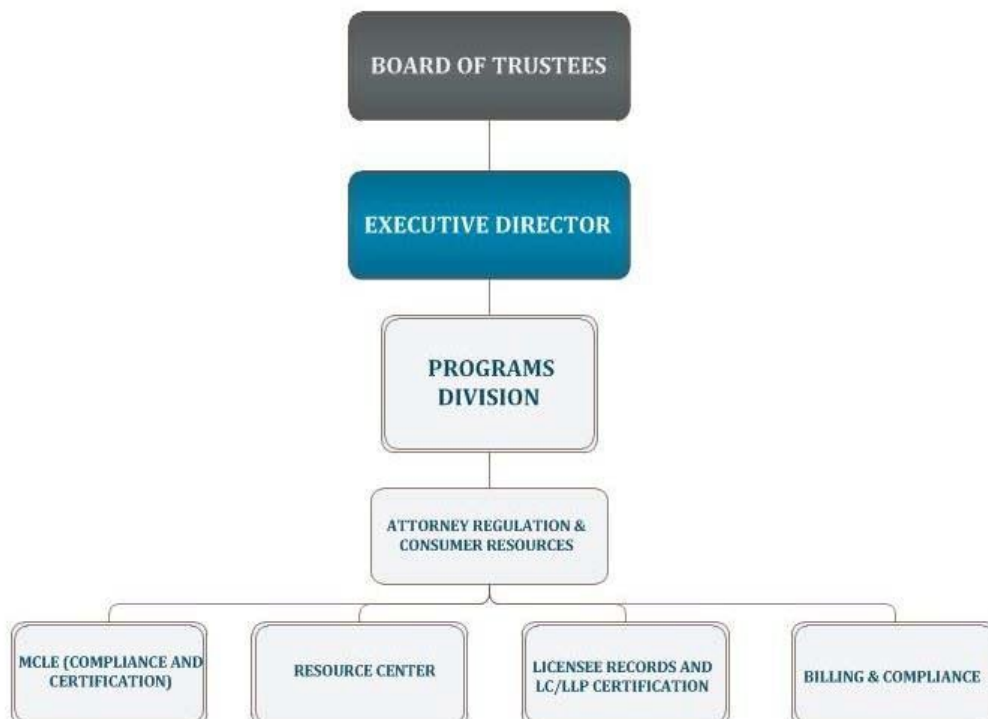 BOARD OF TRUSTEES
EXECUTIVE DIRECTOR
PROGRAMS
DIVISION
ATTORNEY REGULATION &
CONSUMER RESOURCES
MCLE (COMPLIANCE AND
CERTIFICATION)
RESOURCE CENTER
LICENSEE RECORDS AND
LC/LLP CERTIFICATION
BILLING & COMPLIANCE